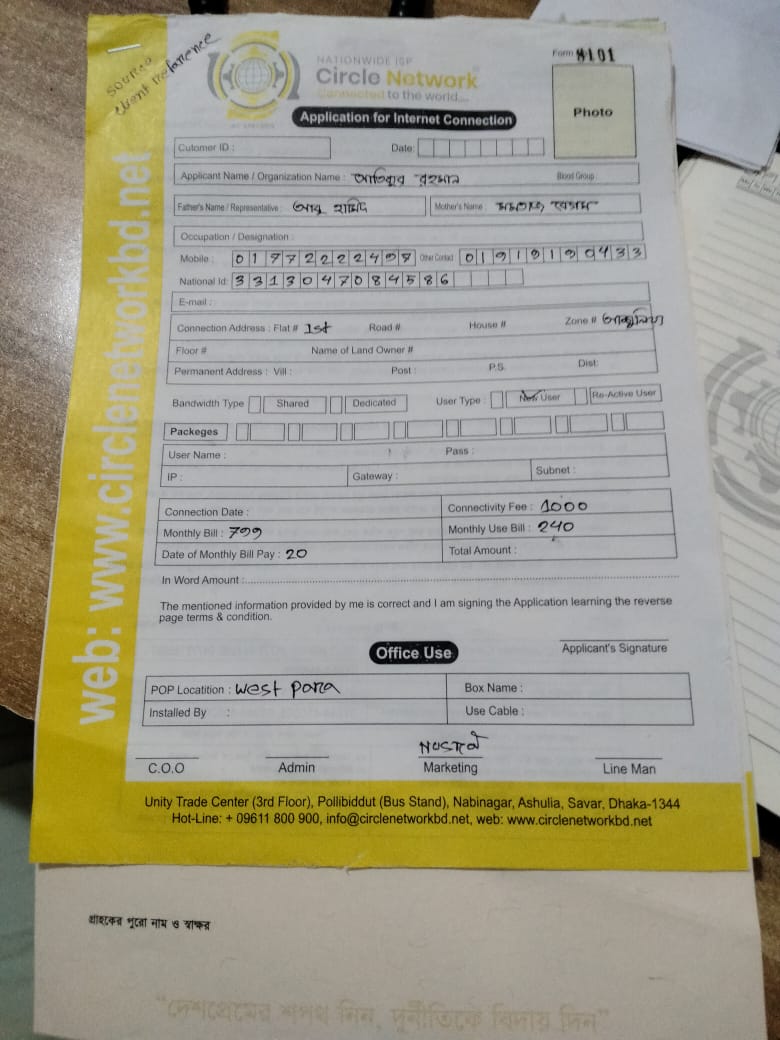 source
client referrence
NATIONWIDE ISP
Circle Network
Connected to the world....
Form # 8101
Photo
Application for Internet Connection
Cutomer ID :
Date:
Applicant Name / Organization Name : আতিকুর রহমান
Blood Group :
Father's Name / Representative : আবু হামিদ
Mother's Name : মমতাজ বেগম
Occupation / Designation :
Mobile : 01772222497 Other Contact 01919190433
National Id: 3313047084586
E-mail :
Connection Address : Flat # 1st Road # House # Zone #
Floor # Name of Land Owner #
Permanent Address : Vill : Post : P.S. Dist:
Bandwidth Type Shared Dedicated User Type : New User Re-Active User
Packeges
User Name : Pass :
IP : Gateway : Subnet :
Connection Date : Connectivity Fee : 1000
Monthly Bill : 799 Monthly Use Bill : 240
Date of Monthly Bill Pay : 20 Total Amount :
In Word Amount :
The mentioned information provided by me is correct and I am signing the Application learning the reverse
page terms & condition.
Applicant's Signature
Office Use
POP Locatition : West Para Box Name :
Installed By : Use Cable :
C.O.O Admin Marketing Line Man
Unity Trade Center (3rd Floor), Pollibiddut (Bus Stand), Nabinagar, Ashulia, Savar, Dhaka-1344
Hot-Line: + 09611 800 900, info@circlenetworkbd.net, web: www.circlenetworkbd.net
web: www.circlenetworkbd.net
গ্রাহকের পুরো নাম ও স্বাক্ষর
“দেশপ্রেমের শপথ নিন, দুর্নীতিকে বিদায় দিন”